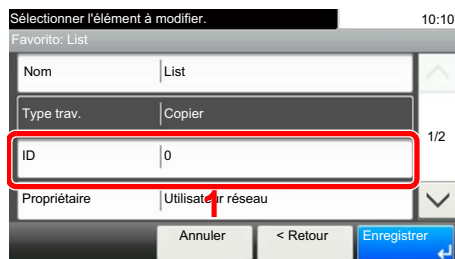 Sélectionner l'élément à modifier. 10:10
Favorito: List
Nom List
Type trav. Copier
1/2
ID 0
Propriétaire Utilisateur réseau
1
Annuler < Retour Enregistrer